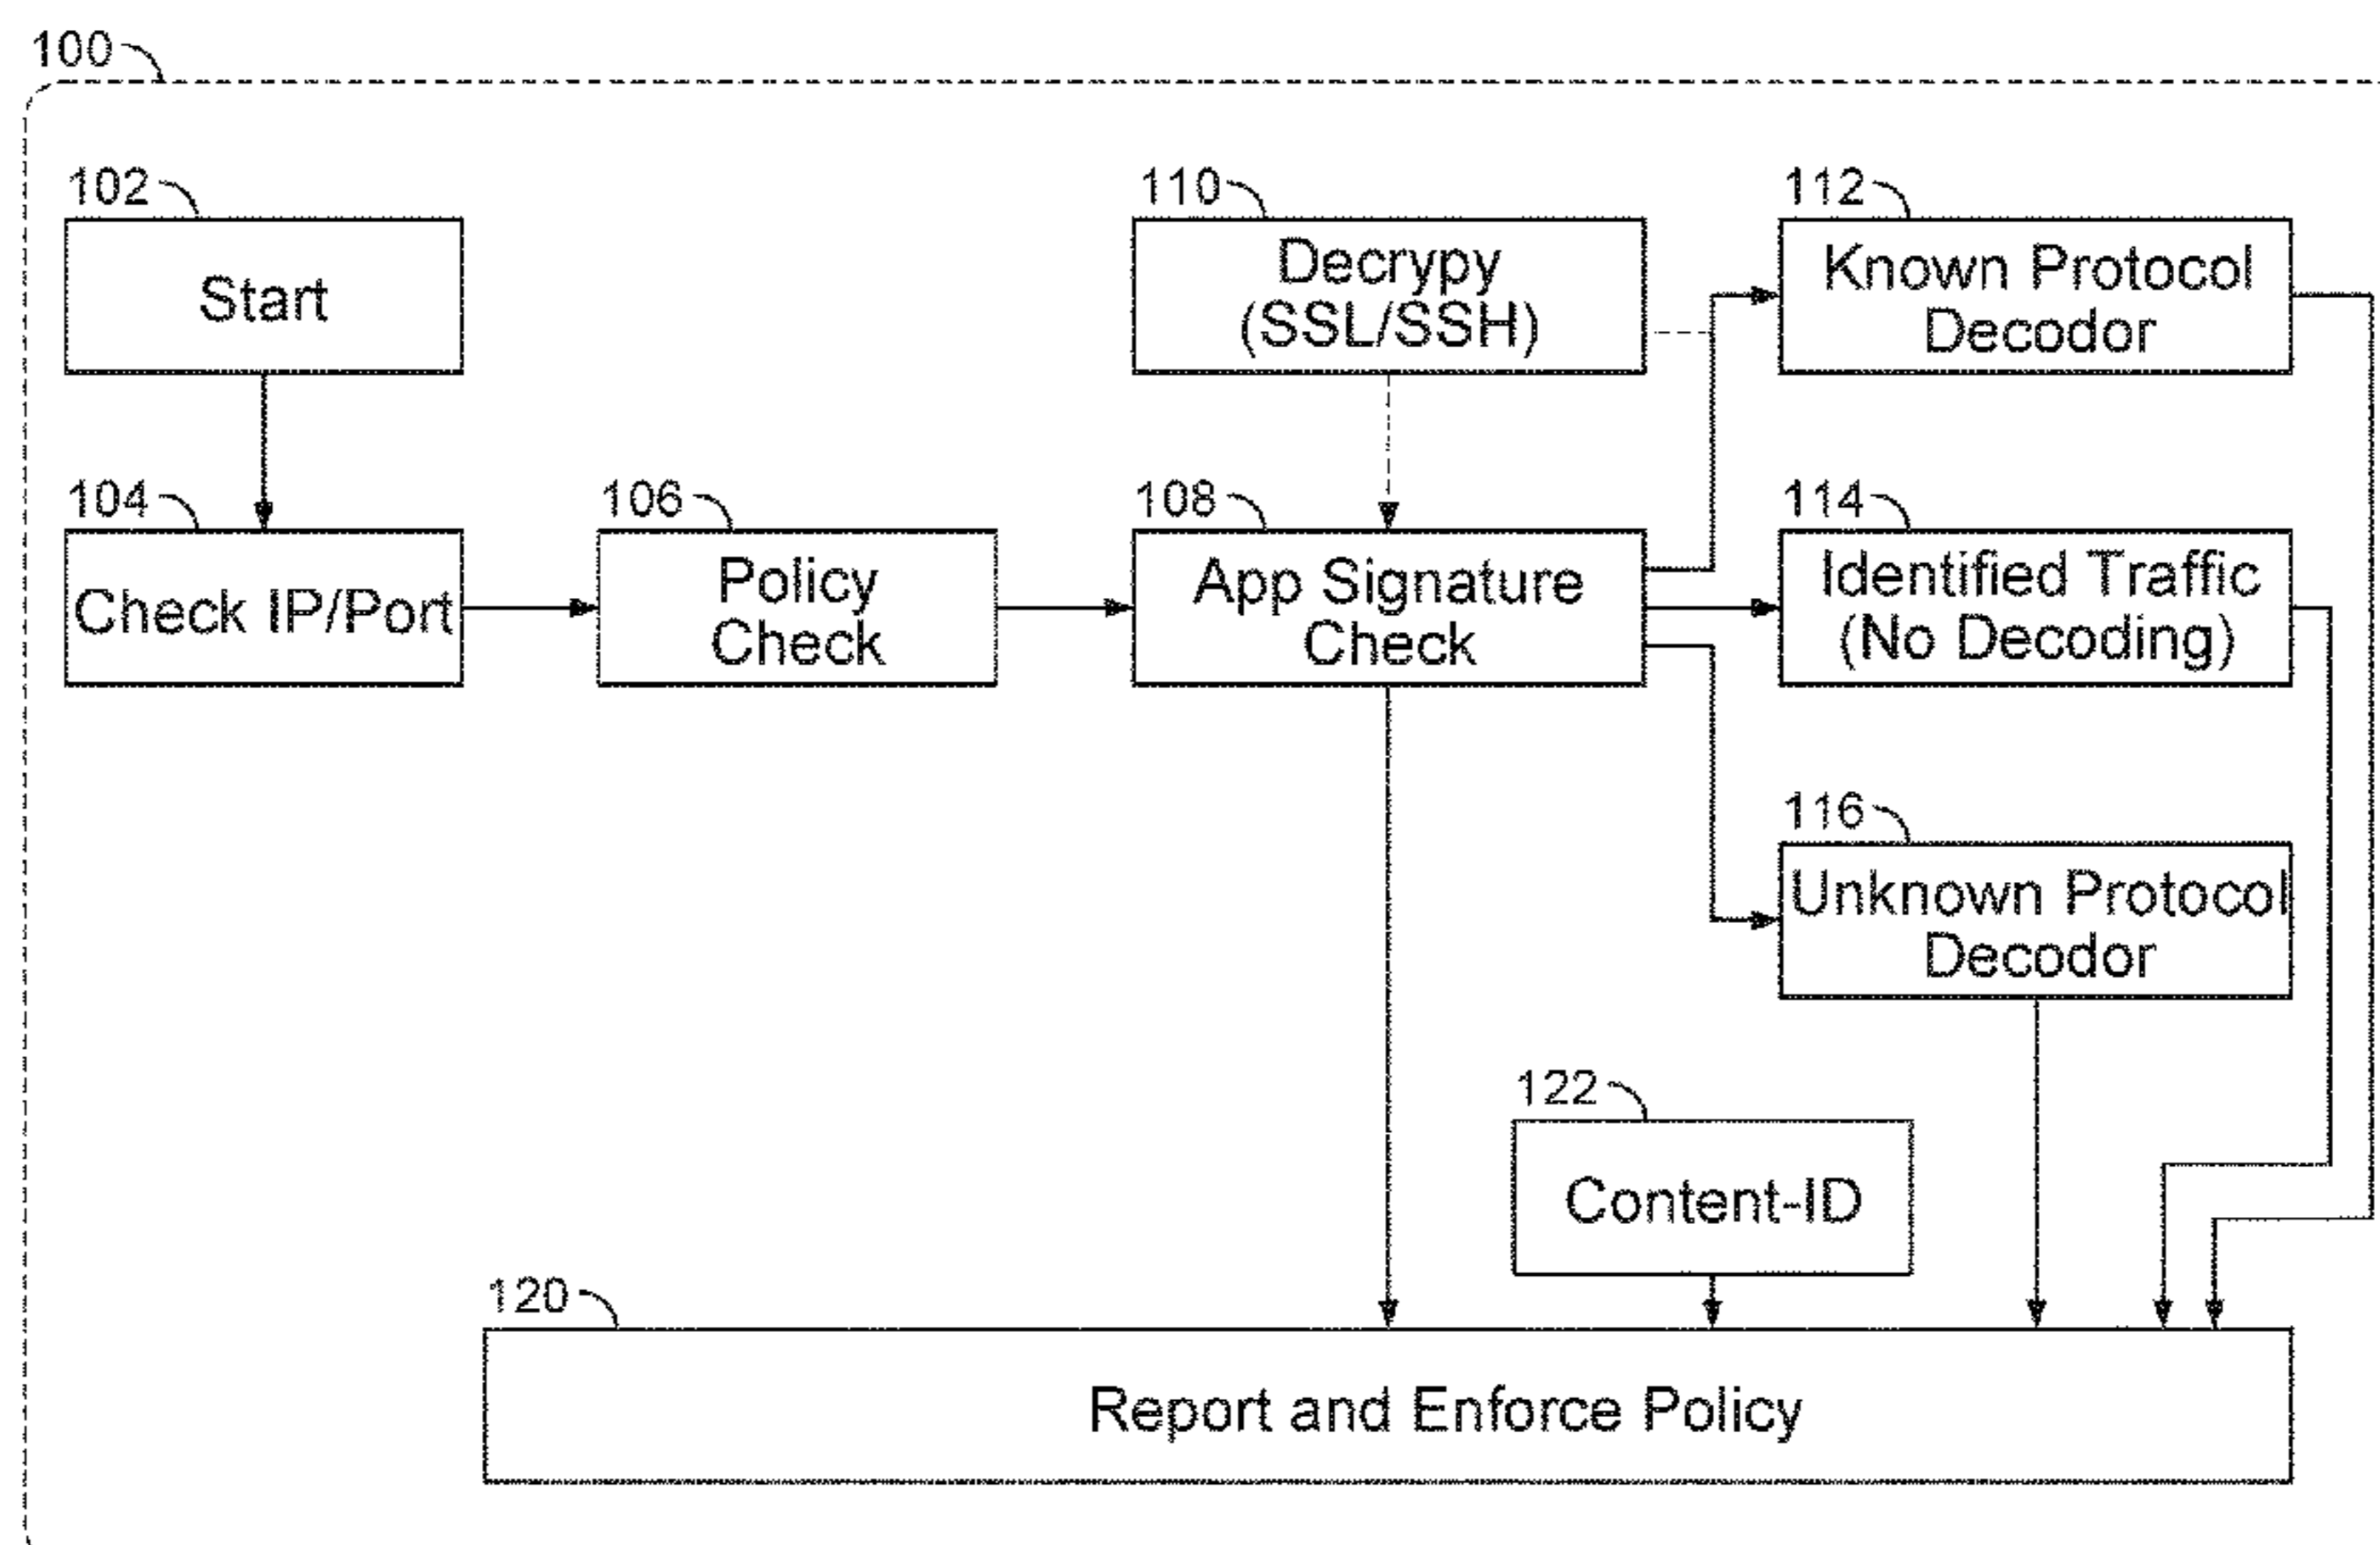 100
102
Start
110
Decrypy
(SSL/SSH)
112
Known Protocol
Decodor
104
Check IP/Port
106
Policy
Check
108
App Signature
Check
114
Identified Traffic
(No Decoding)
116
Unknown Protocol
Decodor
122
Content-ID
120
Report and Enforce Policy